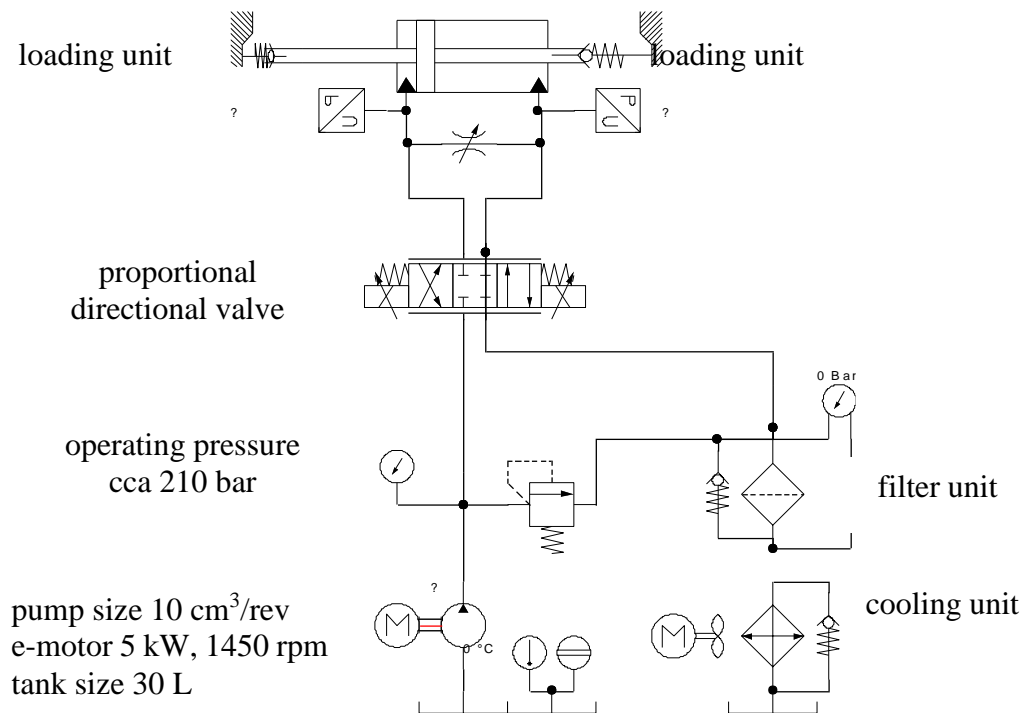 loading unit
loading unit
?
P
U
P
U
?
proportional
directional valve
0 Bar
operating pressure
cca 210 bar
filter unit
?
pump size 10 cm³/rev
e-motor 5 kW, 1450 rpm
tank size 30 L
M
0 °C
M
cooling unit